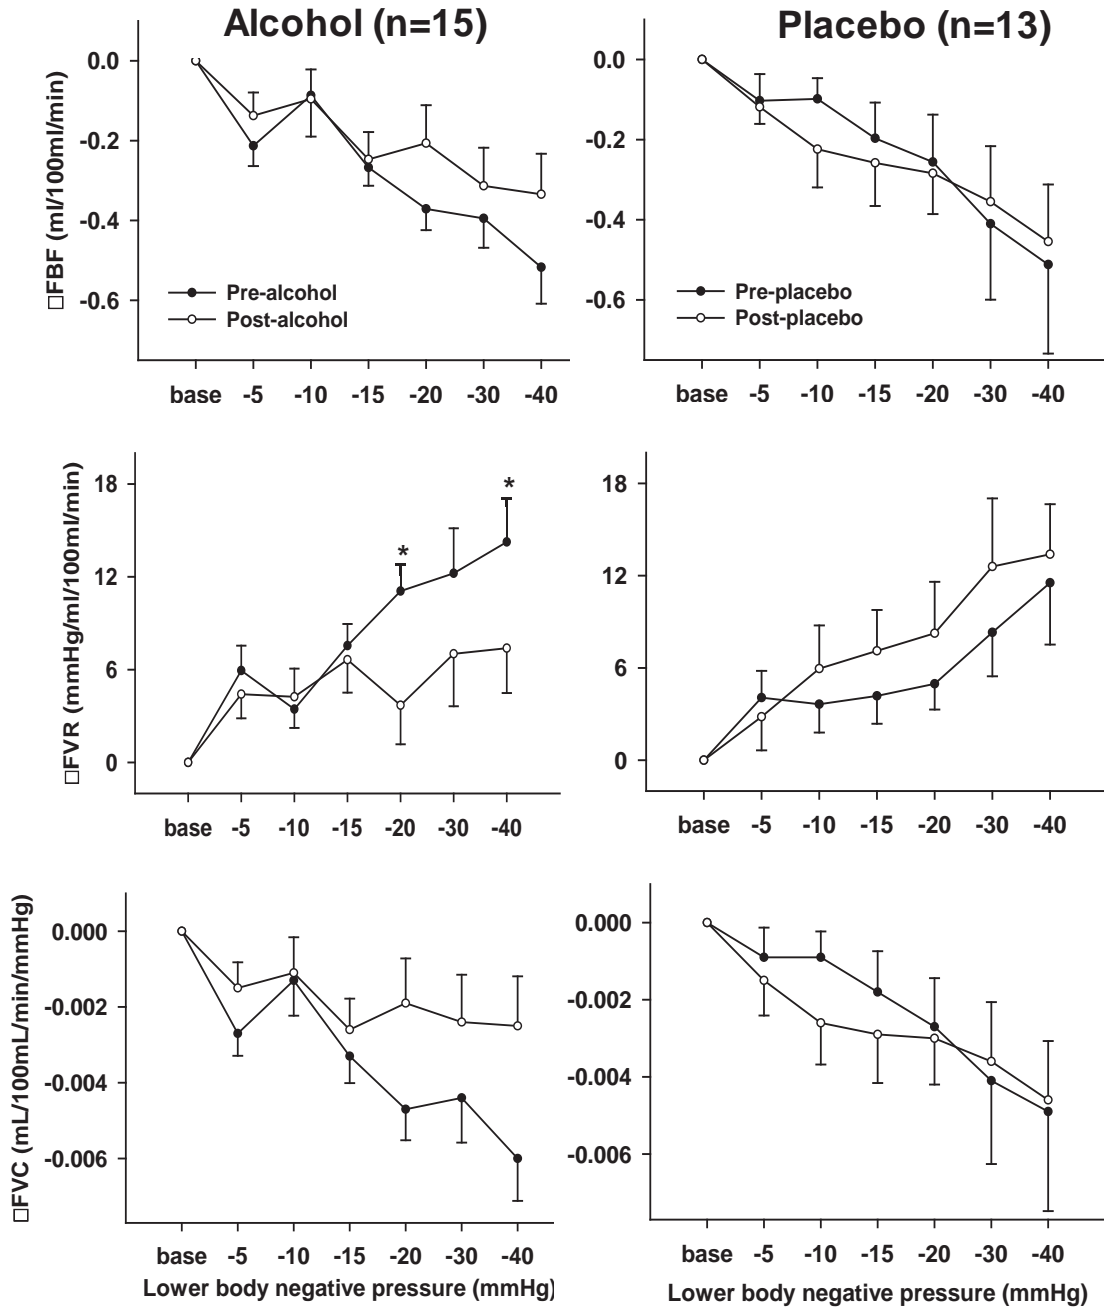 Alcohol (n=15)
Placebo (n=13)
□FBF (ml/100ml/min)
0.0
-0.2
-0.4
-0.6
Pre-alcohol
Post-alcohol
base -5 -10 -15 -20 -30 -40
0.0
-0.2
-0.4
-0.6
Pre-placebo
Post-placebo
base -5 -10 -15 -20 -30 -40
□FVR (mmHg/ml/100ml/min)
18
12
6
0
*
*
base -5 -10 -15 -20 -30 -40
18
12
6
0
base -5 -10 -15 -20 -30 -40
□FVC (mL/100mL/min/mmHg)
0.000
-0.002
-0.004
-0.006
base -5 -10 -15 -20 -30 -40
Lower body negative pressure (mmHg)
0.000
-0.002
-0.004
-0.006
base -5 -10 -15 -20 -30 -40
Lower body negative pressure (mmHg)